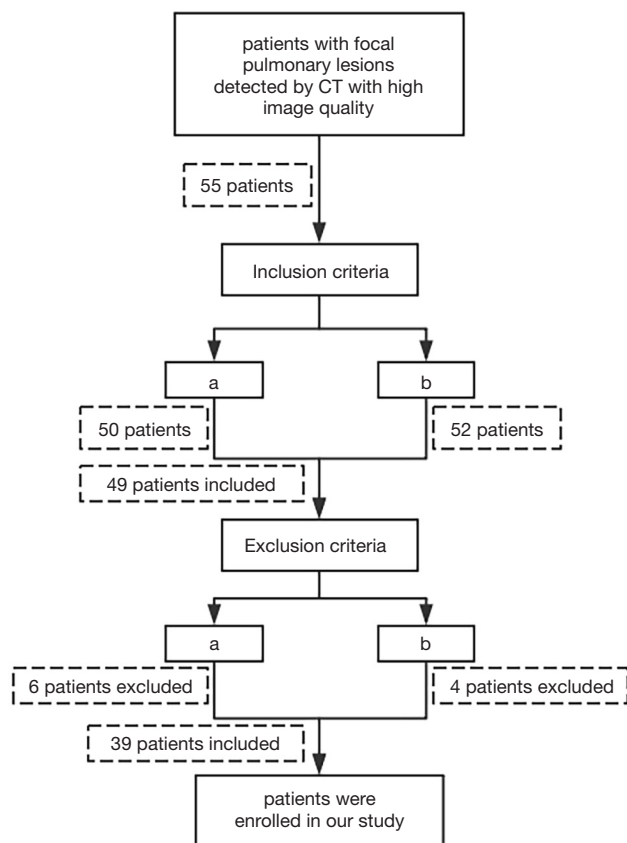 patients with focal
pulmonary lesions
detected by CT with high
image quality
55 patients
Inclusion criteria
a
b
50 patients
52 patients
49 patients included
Exclusion criteria
a
b
6 patients excluded
4 patients excluded
39 patients included
patients were
enrolled in our study